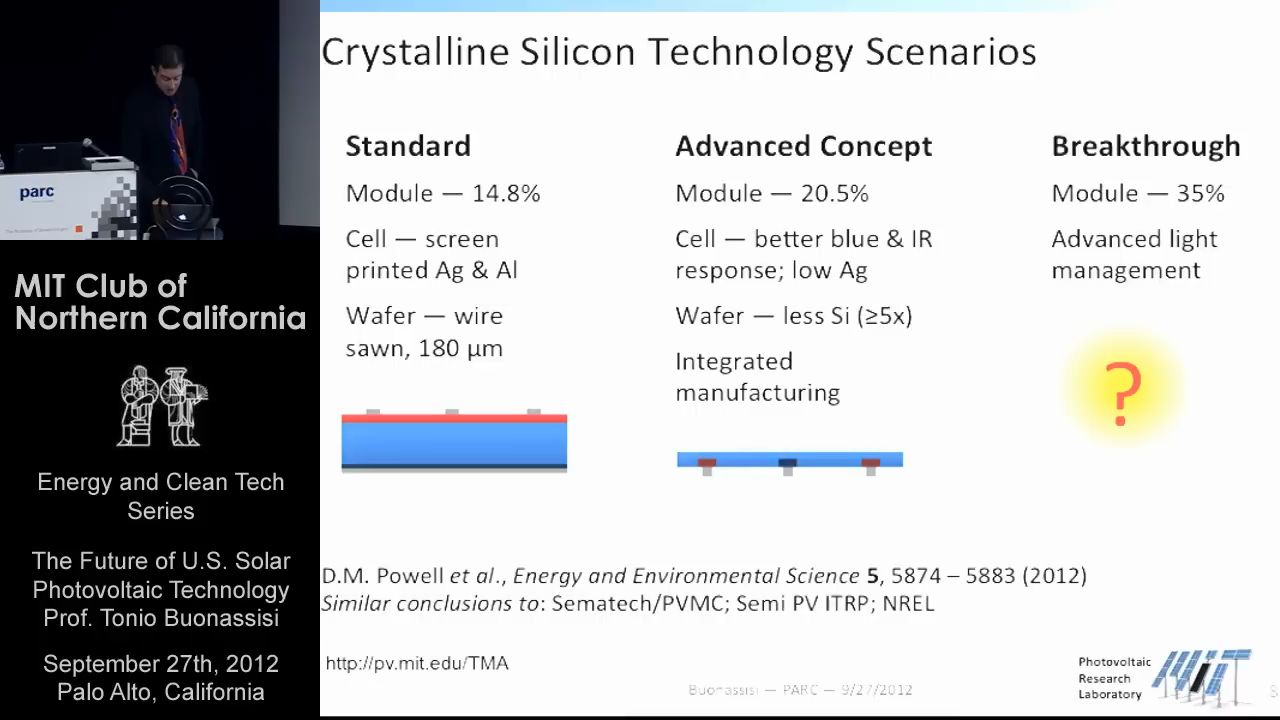 Crystalline Silicon Technology Scenarios
Standard
Module — 14.8%
Cell — screen
printed Ag & Al
Wafer — wire
sawn, 180 µm
Advanced Concept
Module — 20.5%
Cell — better blue & IR
response; low Ag
Wafer — less Si (≥5x)
Integrated
manufacturing
Breakthrough
Module — 35%
Advanced light
management
?
D.M. Powell et al., Energy and Environmental Science 5, 5874 – 5883 (2012)
Similar conclusions to: Sematech/PVMC; Semi PV ITRP; NREL
http://pv.mit.edu/TMA
Buonassisi — PARC — 9/27/2012
Photovoltaic
Research
Laboratory
MIT
8
parc
MIT Club of
Northern California
Energy and Clean Tech
Series
The Future of U.S. Solar
Photovoltaic Technology
Prof. Tonio Buonassisi
September 27th, 2012
Palo Alto, California